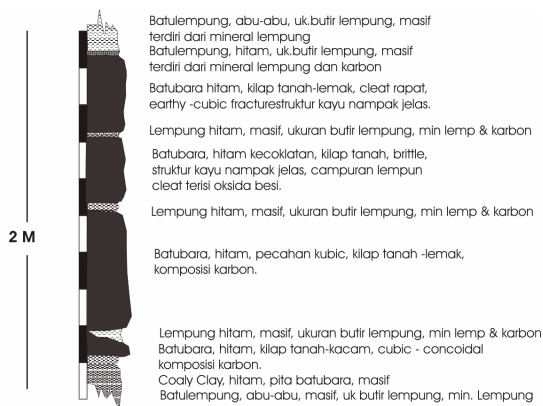 Batulempung, abu-abu, uk.butir lempung, masif
terdiri dari mineral lempung
Batulempung, hitam, uk.butir lempung, masif
terdiri dari mineral lempung dan karbon
Batubara hitam, kilap tanah-lemak, cleat rapat,
earthy -cubic fracturestruktur kayu nampak jelas.
Lempung hitam, masif, ukuran butir lempung, min lemp & karbon
Batubara, hitam kecoklatan, kilap tanah, brittle,
struktur kayu nampak jelas, campuran lempun
cleat terisi oksida besi.
Lempung hitam, masif, ukuran butir lempung, min lemp & karbon
2 M
Batubara, hitam, pecahan kubic, kilap tanah -lemak,
komposisi karbon.
Lempung hitam, masif, ukuran butir lempung, min lemp & karbon
Batubara, hitam, kilap tanah-kacam, cubic - concoidal
komposisi karbon.
Coaly Clay, hitam, pita batubara, masif
Batulempung, abu-abu, masif, uk butir lempung, min. Lempung